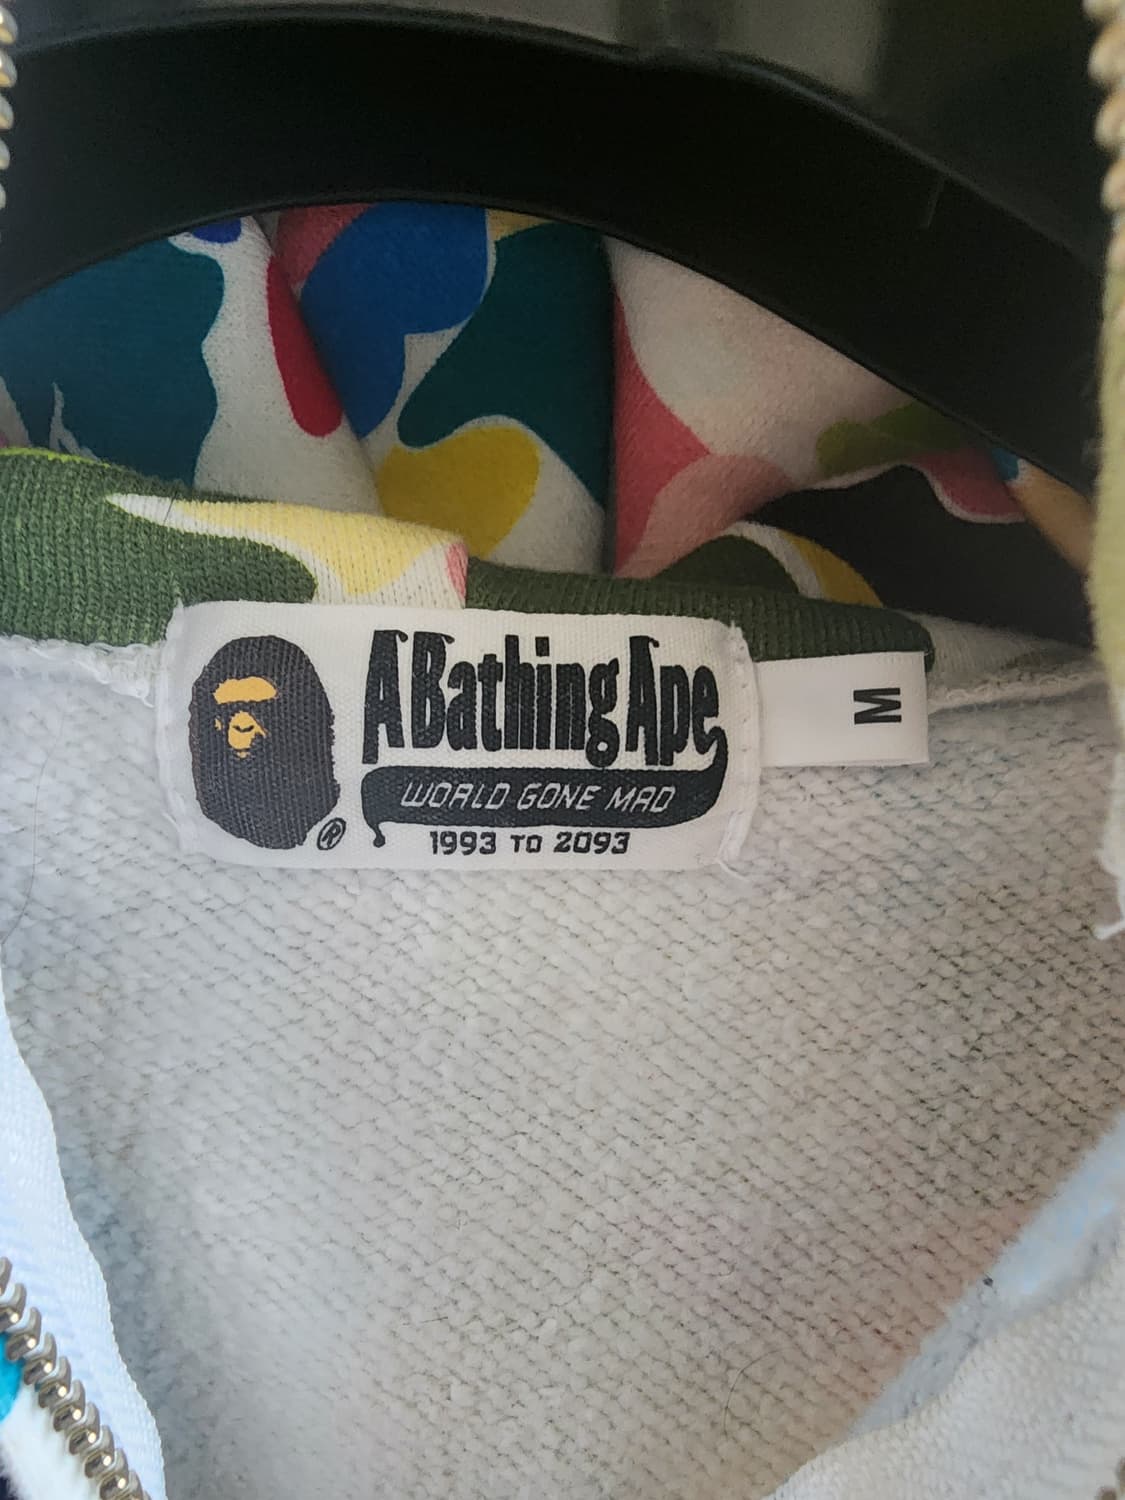 A Bathing Ape
WORLD GONE MAD
1993 TO 2093
®
M